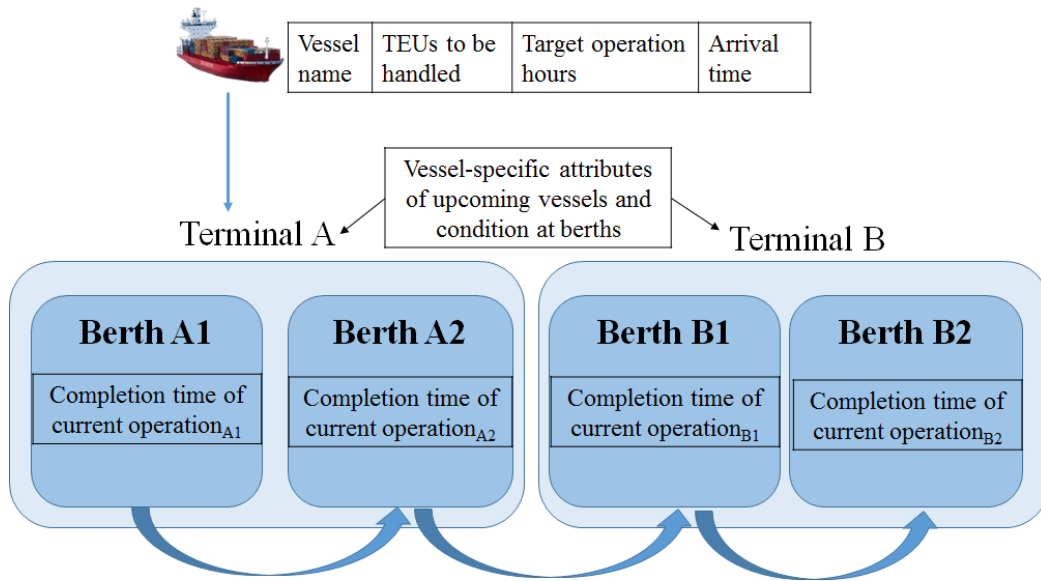 Vessel name
TEUs to be handled
Target operation hours
Arrival time
Vessel-specific attributes
of upcoming vessels and
condition at berths
Terminal A
Terminal B
Berth A1
Completion time of
current operationA1
Berth A2
Completion time of
current operationA2
Berth B1
Completion time of
current operationB1
Berth B2
Completion time of
current operationB2